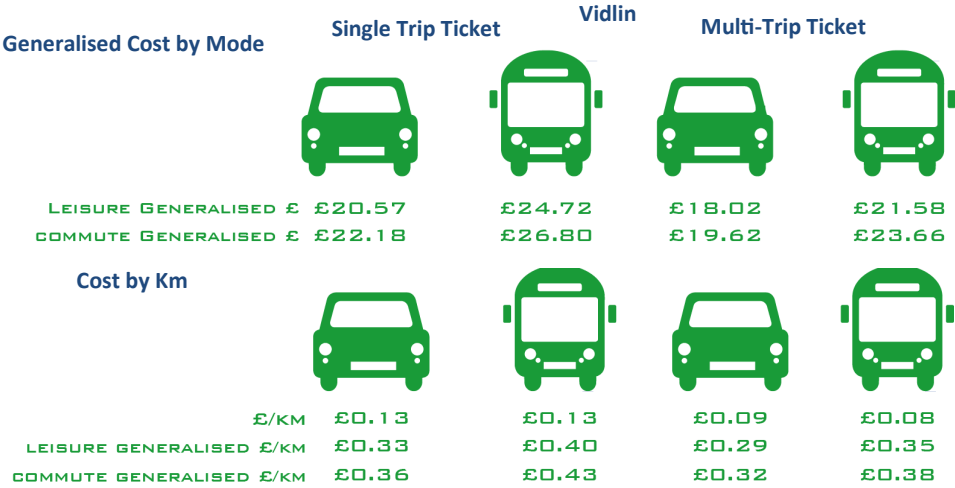 Vidlin
Generalised Cost by Mode Single Trip Ticket Multi-Trip Ticket
LEISURE GENERALISED £ £20.57 £24.72 £18.02 £21.58
COMMUTE GENERALISED £ £22.18 £26.80 £19.62 £23.66
Cost by Km
£/KM £0.13 £0.13 £0.09 £0.08
LEISURE GENERALISED £/KM £0.33 £0.40 £0.29 £0.35
COMMUTE GENERALISED £/KM £0.36 £0.43 £0.32 £0.38